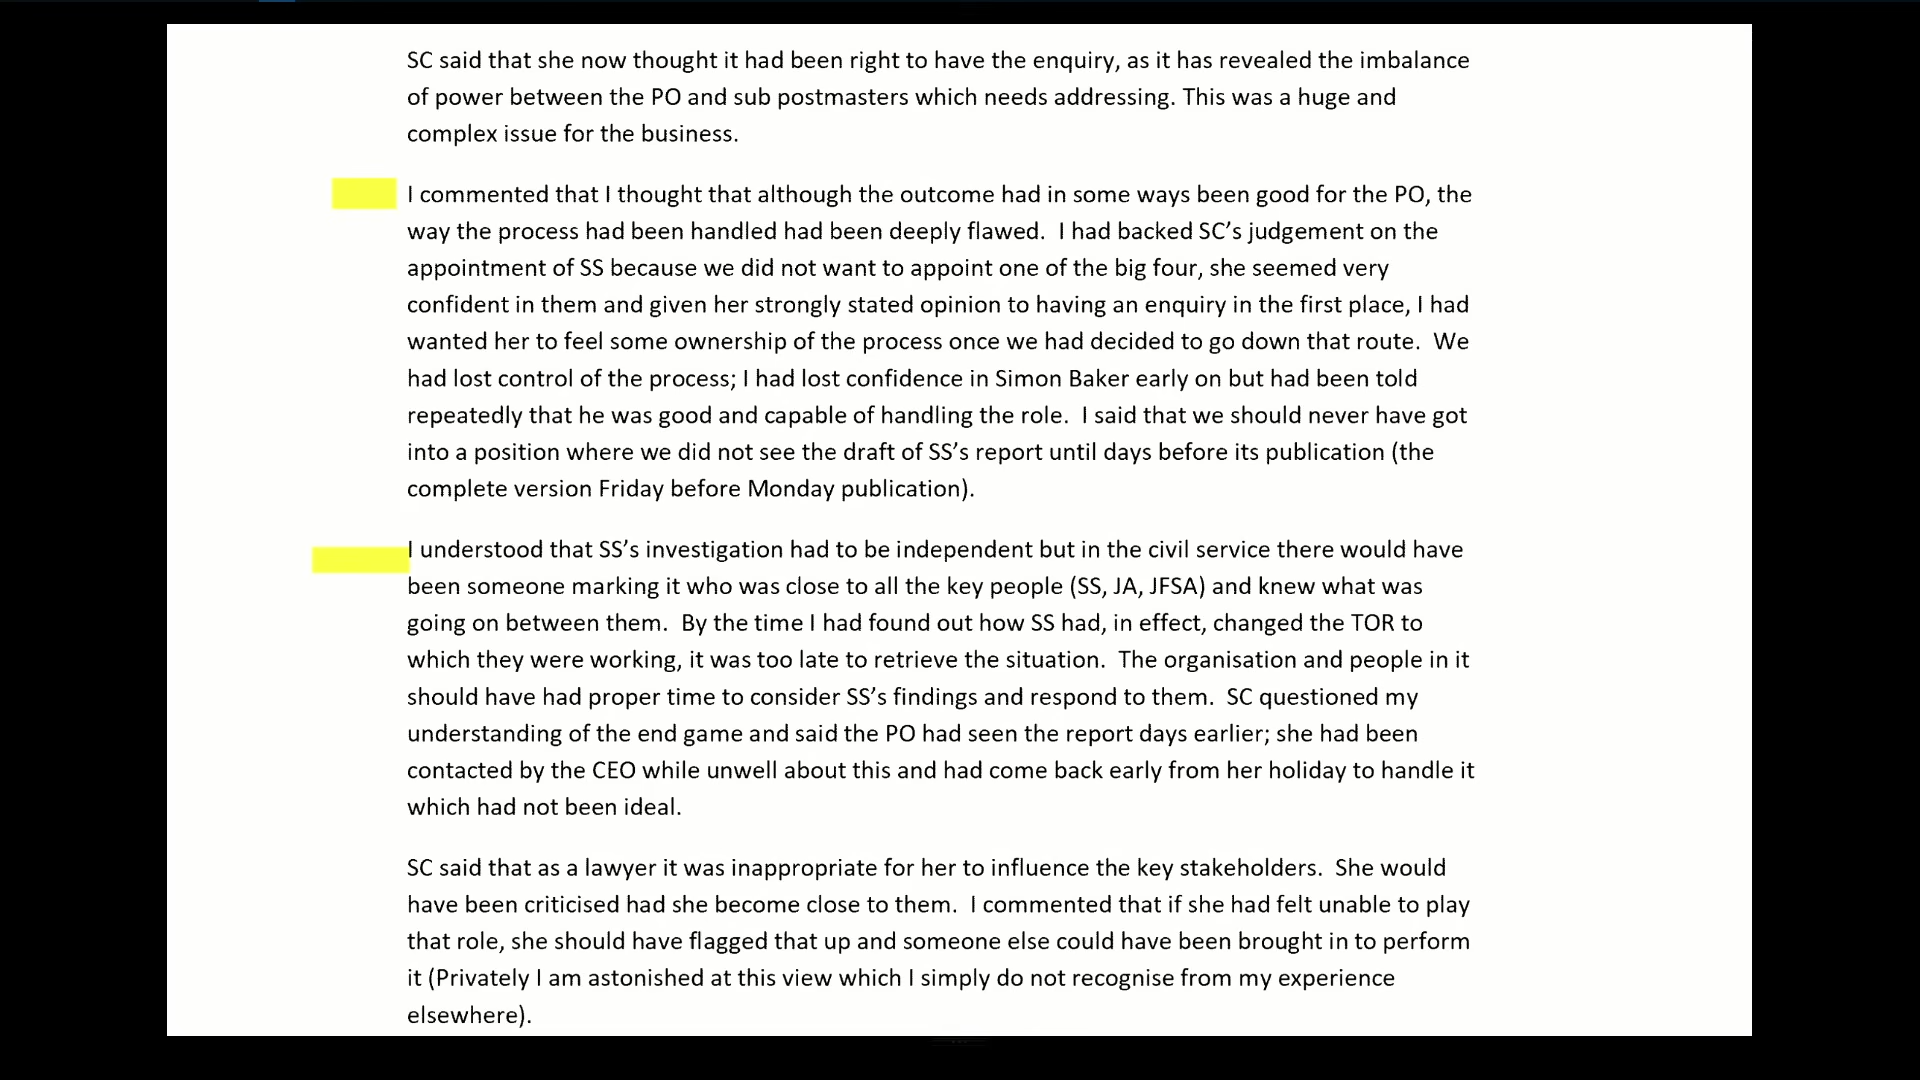 SC said that she now thought it had been right to have the enquiry, as it has revealed the imbalance
of power between the PO and sub postmasters which needs addressing. This was a huge and
complex issue for the business.
I commented that I thought that although the outcome had in some ways been good for the PO, the
way the process had been handled had been deeply flawed.  I had backed SC’s judgement on the
appointment of SS because we did not want to appoint one of the big four, she seemed very
confident in them and given her strongly stated opinion to having an enquiry in the first place, I had
wanted her to feel some ownership of the process once we had decided to go down that route.  We
had lost control of the process; I had lost confidence in Simon Baker early on but had been told
repeatedly that he was good and capable of handling the role.  I said that we should never have got
into a position where we did not see the draft of SS’s report until days before its publication (the
complete version Friday before Monday publication).
I understood that SS’s investigation had to be independent but in the civil service there would have
been someone marking it who was close to all the key people (SS, JA, JFSA) and knew what was
going on between them.  By the time I had found out how SS had, in effect, changed the TOR to
which they were working, it was too late to retrieve the situation.  The organisation and people in it
should have had proper time to consider SS’s findings and respond to them.  SC questioned my
understanding of the end game and said the PO had seen the report days earlier; she had been
contacted by the CEO while unwell about this and had come back early from her holiday to handle it
which had not been ideal.
SC said that as a lawyer it was inappropriate for her to influence the key stakeholders.  She would
have been criticised had she become close to them.  I commented that if she had felt unable to play
that role, she should have flagged that up and someone else could have been brought in to perform
it (Privately I am astonished at this view which I simply do not recognise from my experience
elsewhere).